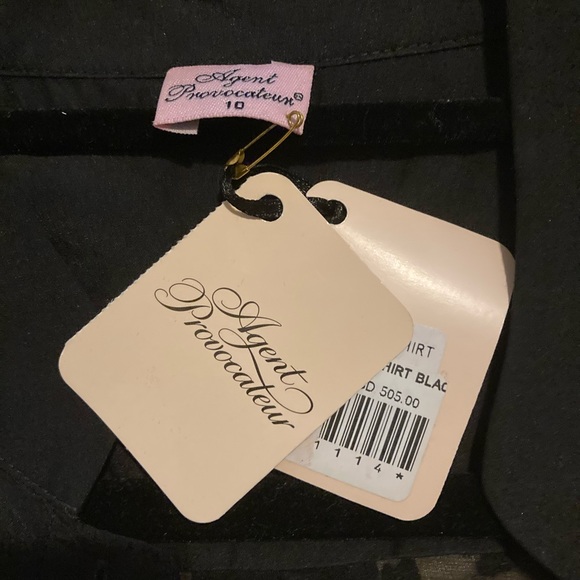 Agent
Provocateur®
10
Agent
Provocateur
HIRT
HIRT BLAC
D 505.00
1114*